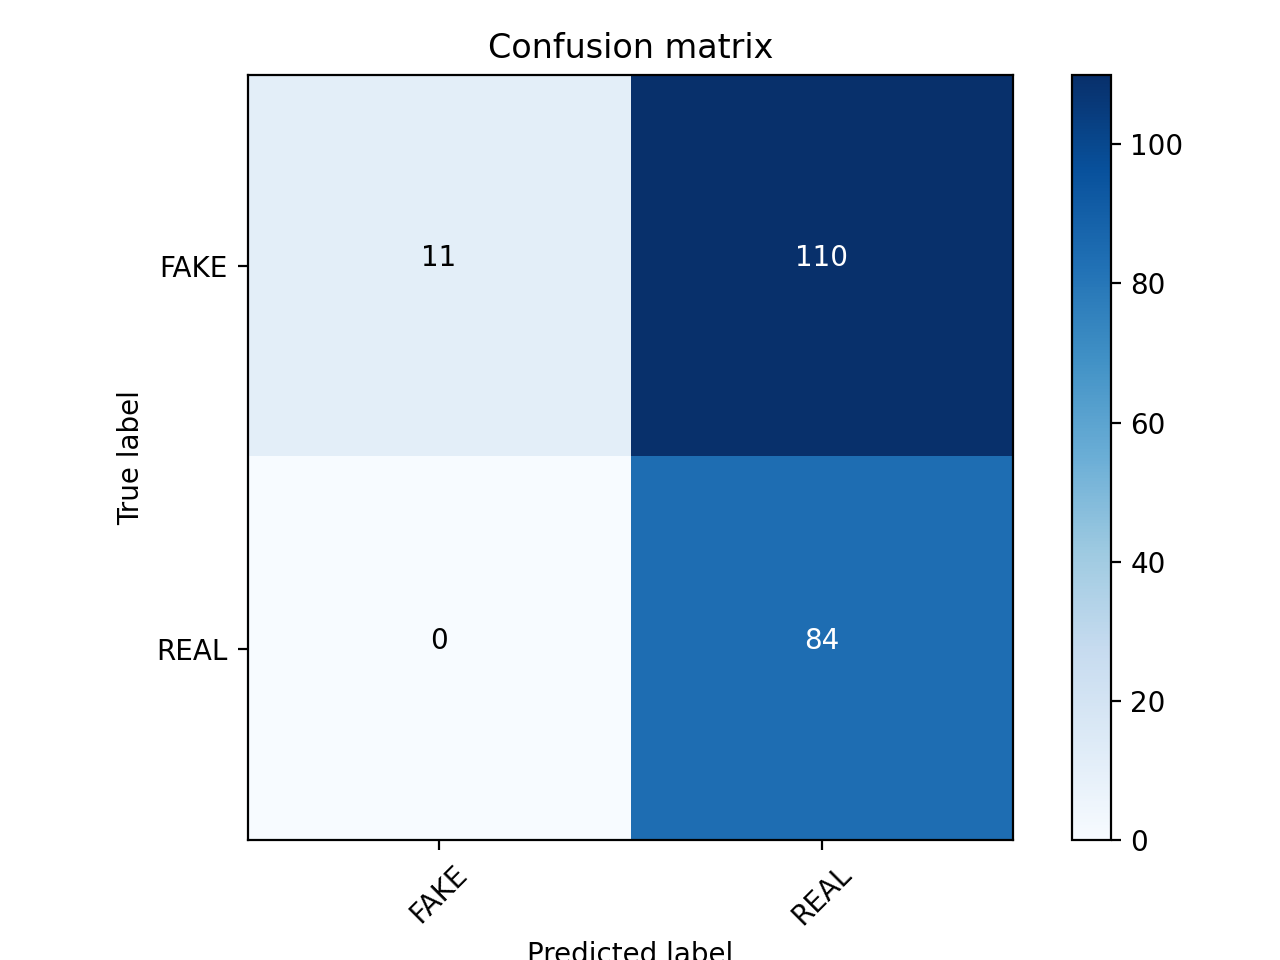 Confusion matrix
FAKE
11
110
100
80
60
True label
40
REAL
0
84
20
0
FAKE
REAL
Predicted label